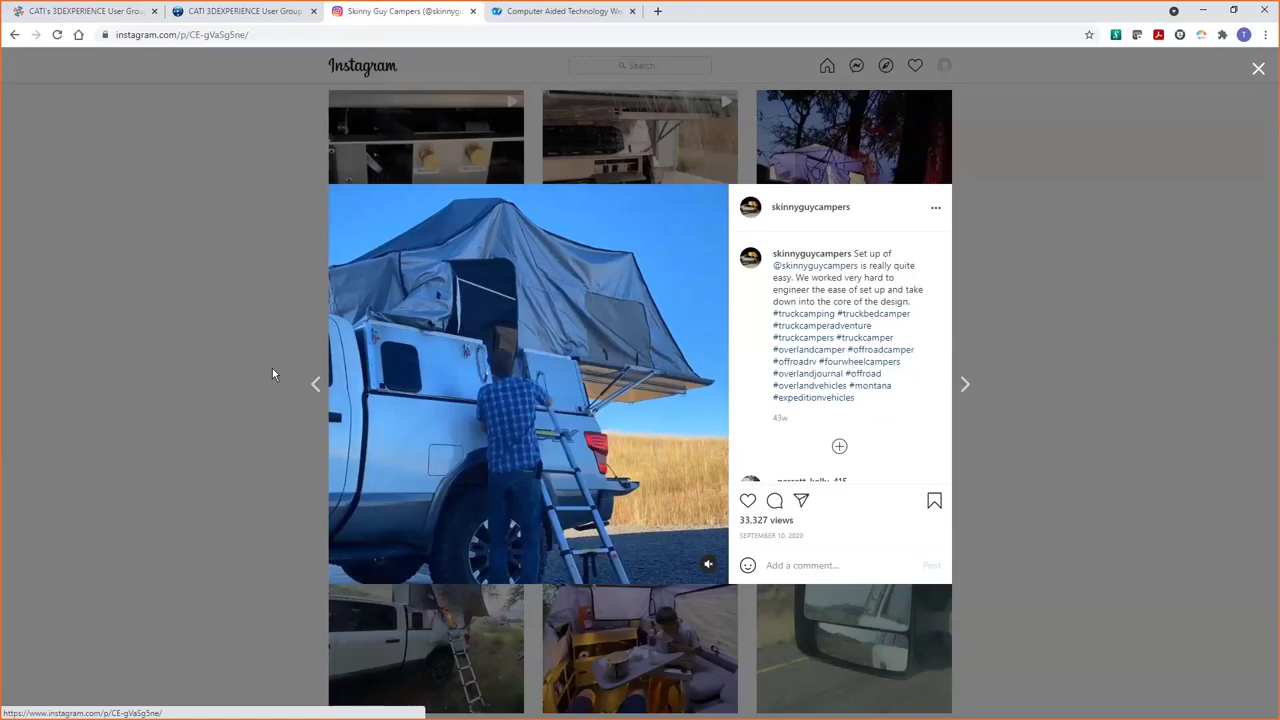 CATI's 3DEXPERIENCE User Grou
CATI 3DEXPERIENCE User Group
Skinny Guy Campers (@skinnygu
Computer Aided Technology We
instagram.com/p/CE-gVaSg5ne/
T
Instagram
Search
skinnyguycampers
skinnyguycampers Set up of
@skinnyguycampers is really quite
easy. We worked very hard to
engineer the ease of set up and take
down into the core of the design.
#truckcamping #truckbedcamper
#truckcamperadventure
#truckcampers #truckcamper
#overlandcamper #offroadcamper
#offroadrv #fourwheelcampers
#overlandjournal #offroad
#overlandvehicles #montana
#expeditionvehicles
43w
garrett_kelly_415
33,327 views
SEPTEMBER 10, 2020
Add a comment...
Post
https://www.instagram.com/p/CE-gVaSg5ne/